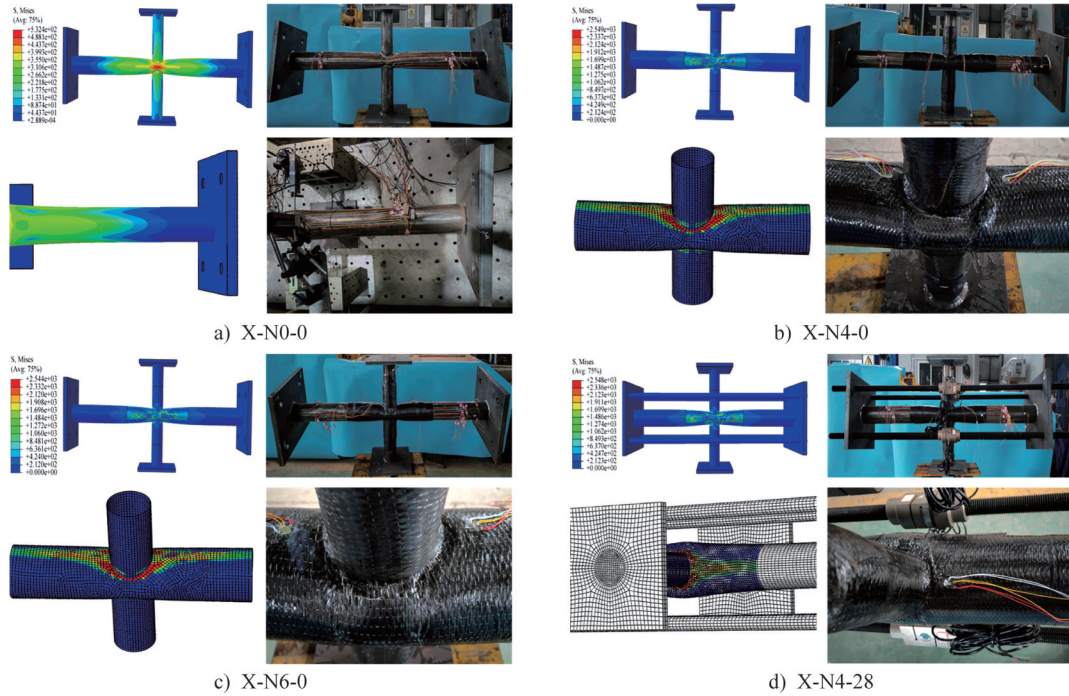 S, Mises
(Avg: 75%)
+5.324e+02
+4.881e+02
+4.437e+02
+3.993e+02
+3.550e+02
+3.106e+02
+2.662e+02
+2.218e+02
+1.775e+02
+1.331e+02
+8.874e+01
+4.437e+01
+2.889e-04
a) X-N0-0
S, Mises
(Avg: 75%)
+2.549e+03
+2.337e+03
+2.124e+03
+1.912e+03
+1.699e+03
+1.487e+03
+1.275e+03
+1.062e+03
+8.497e+02
+6.373e+02
+4.249e+02
+2.124e+02
+0.000e+00
b) X-N4-0
S, Mises
(Avg: 75%)
+2.544e+03
+2.332e+03
+2.120e+03
+1.908e+03
+1.696e+03
+1.484e+03
+1.272e+03
+1.060e+03
+8.481e+02
+6.361e+02
+4.240e+02
+2.120e+02
+0.000e+00
c) X-N6-0
S, Mises
(Avg: 75%)
+2.548e+03
+2.336e+03
+2.123e+03
+1.911e+03
+1.699e+03
+1.486e+03
+1.274e+03
+1.062e+03
+8.493e+02
+6.370e+02
+4.247e+02
+2.123e+02
+0.000e+00
d) X-N4-28